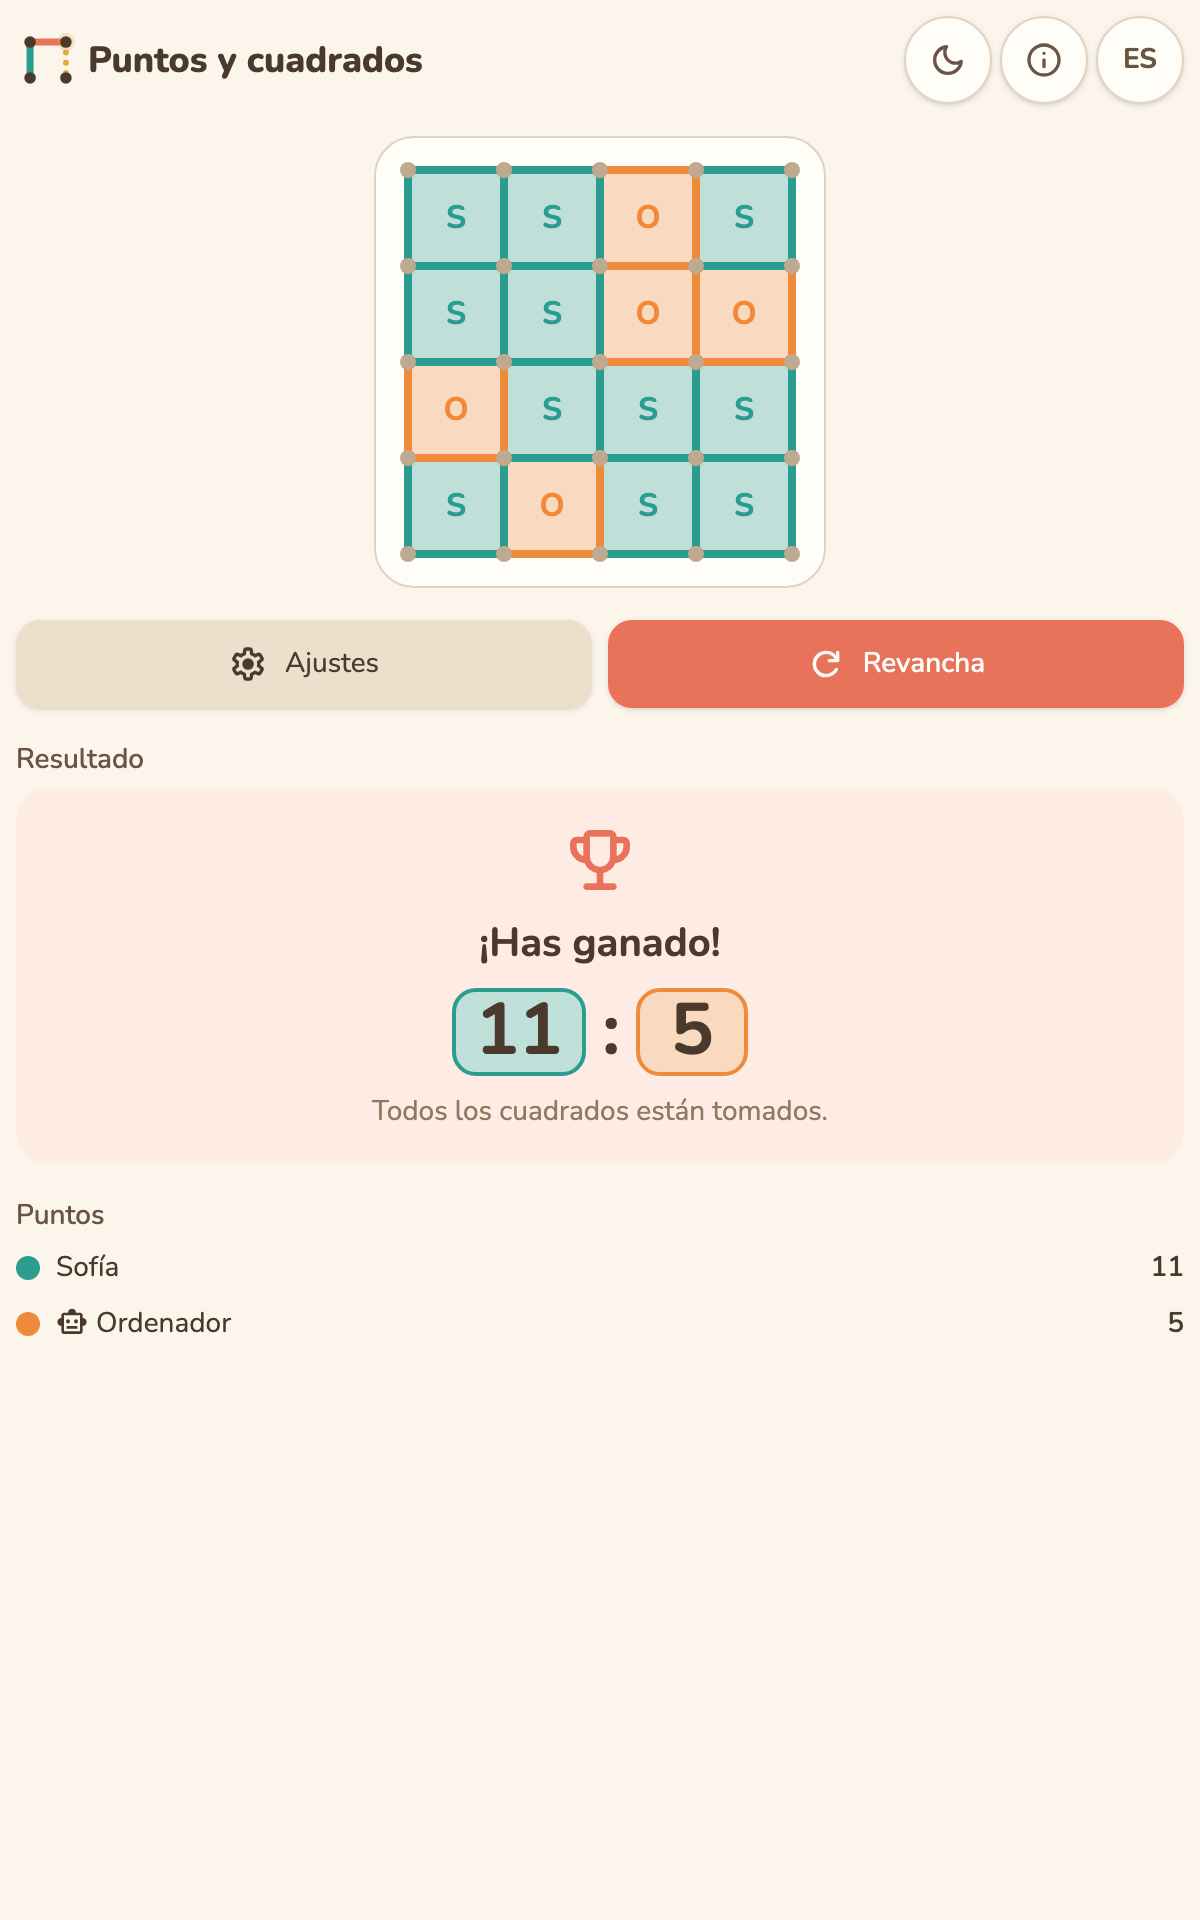 Puntos y cuadrados
ES
S S O S
S S O O
O S S S
S O S S
Ajustes
Revancha
Resultado
¡Has ganado!
11 : 5
Todos los cuadrados están tomados.
Puntos
Sofía 11
Ordenador 5